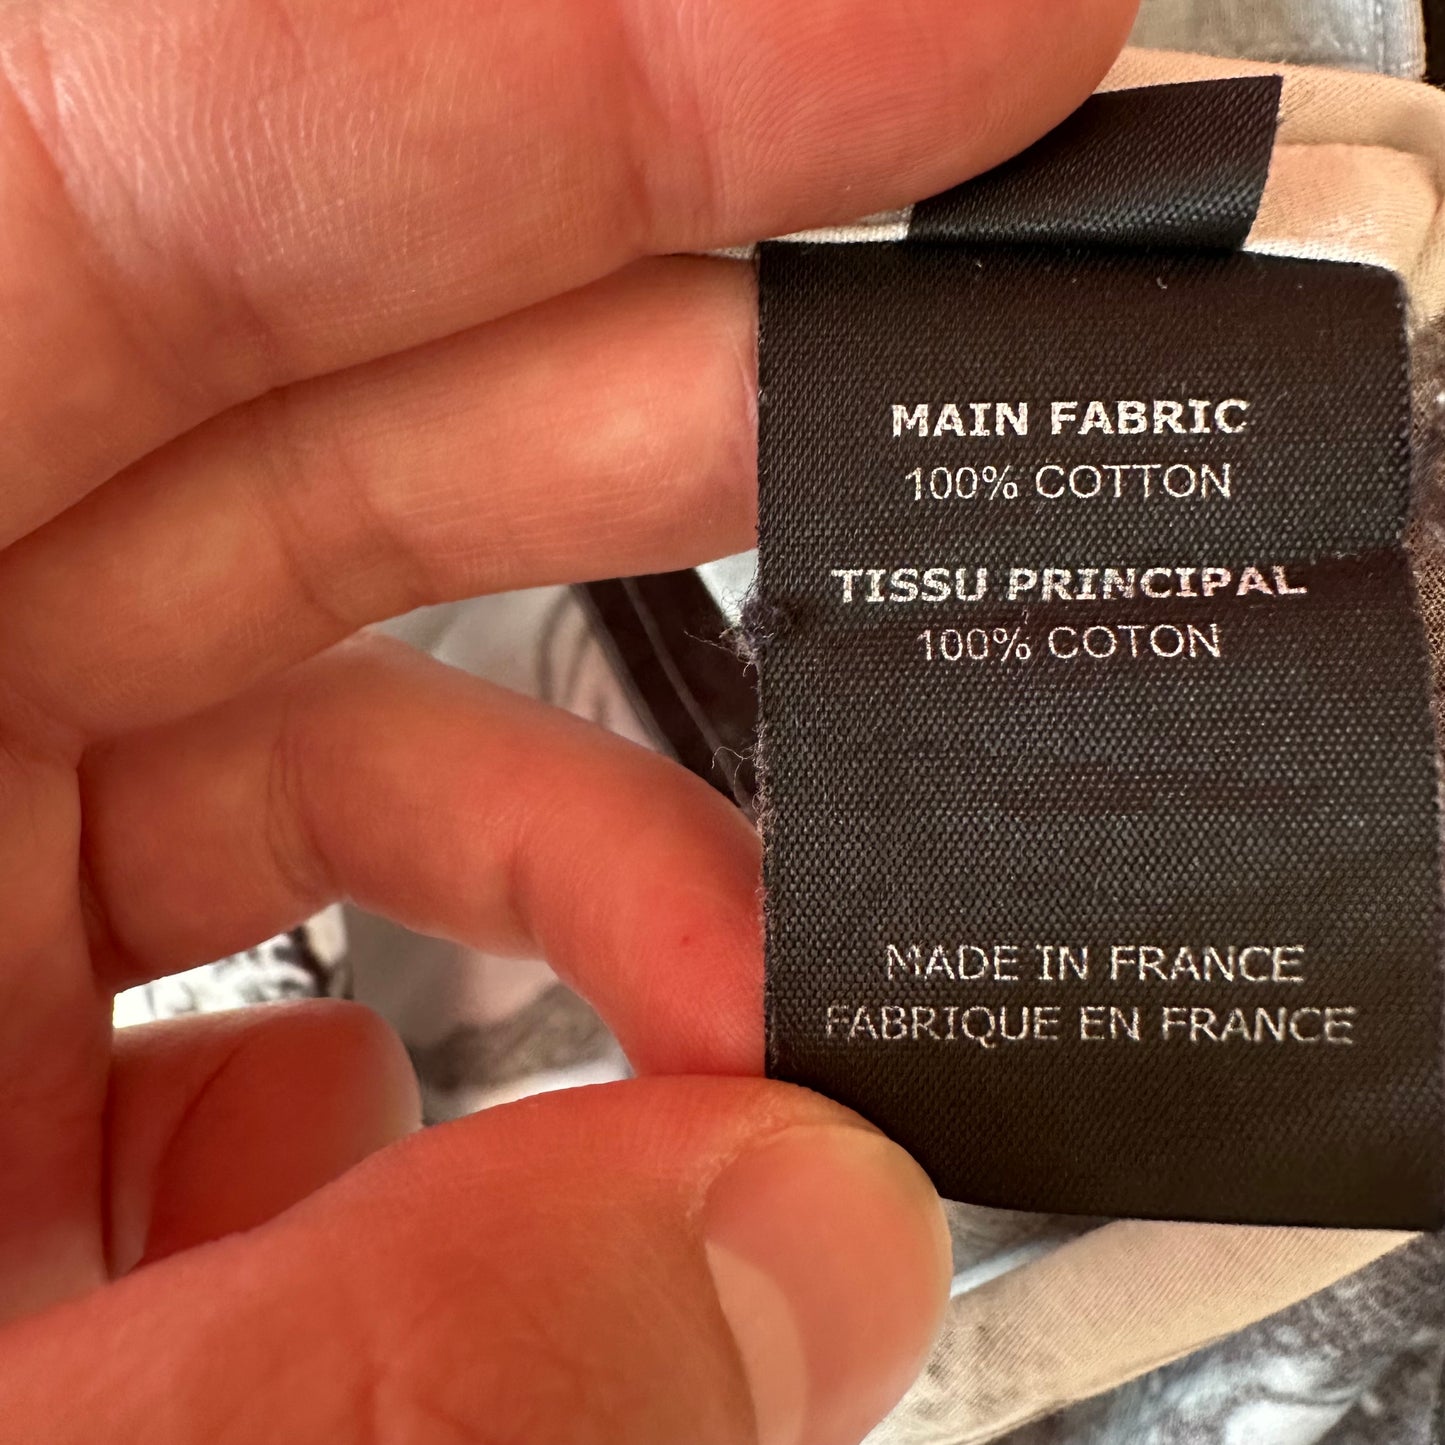 MAIN FABRIC
100% COTTON
TISSU PRINCIPAL
100% COTON
MADE IN FRANCE
FABRIQUE EN FRANCE